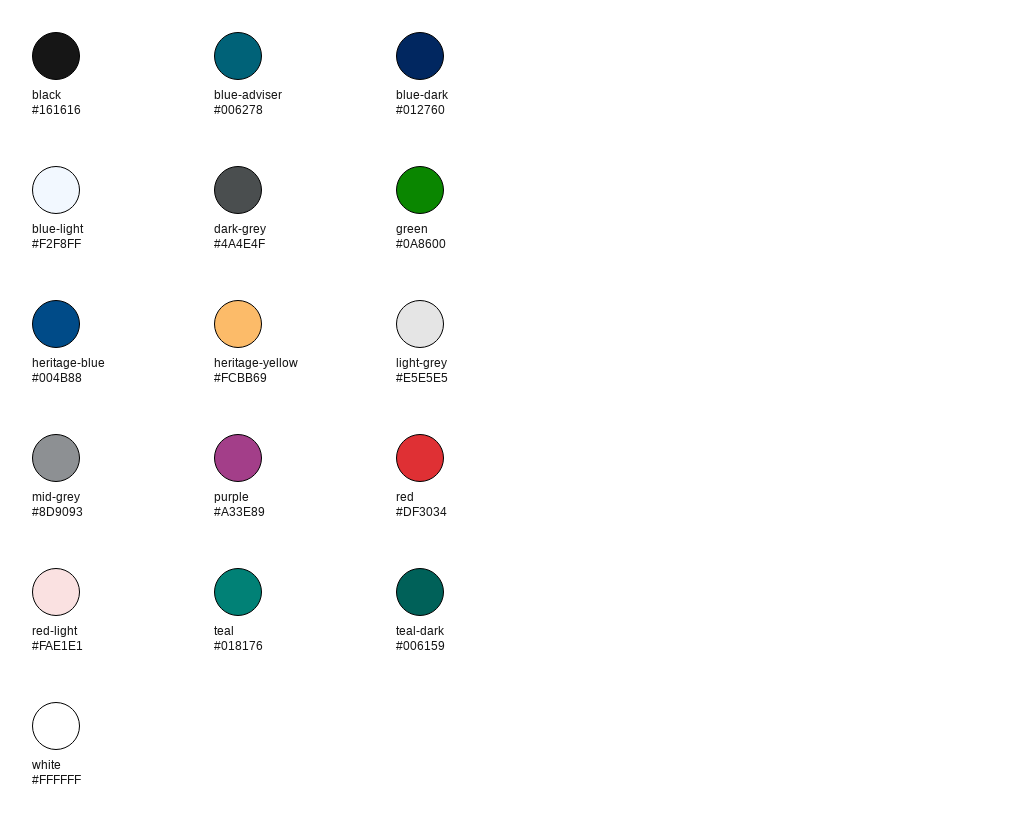 black
#161616
blue-adviser
#006278
blue-dark
#012760
blue-light
#F2F8FF
dark-grey
#4A4E4F
green
#0A8600
heritage-blue
#004B88
heritage-yellow
#FCBB69
light-grey
#E5E5E5
mid-grey
#8D9093
purple
#A33E89
red
#DF3034
red-light
#FAE1E1
teal
#018176
teal-dark
#006159
white
#FFFFFF